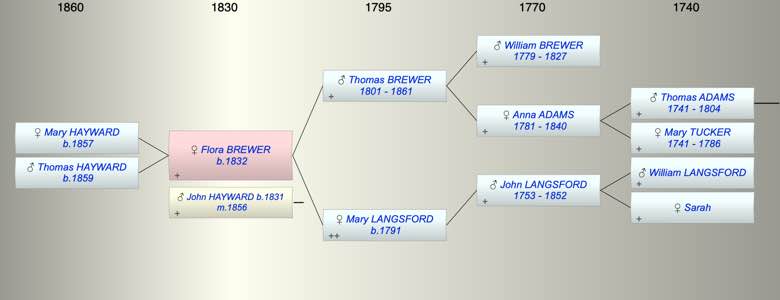 1860
1830
1795
1770
1740
♀ Mary HAYWARD
b.1857
♂ Thomas HAYWARD
b.1859
♀ Flora BREWER
b.1832
+
♂ John HAYWARD b.1831
m.1856
+
♂ Thomas BREWER
1801 - 1861
+
♀ Mary LANGSFORD
b.1791
++
♂ William BREWER
1779 - 1827
+
♀ Anna ADAMS
1781 - 1840
+
♂ John LANGSFORD
1753 - 1852
+
♂ Thomas ADAMS
1741 - 1804
+
♀ Mary TUCKER
1741 - 1786
+
♂ William LANGSFORD
+
♀ Sarah
+